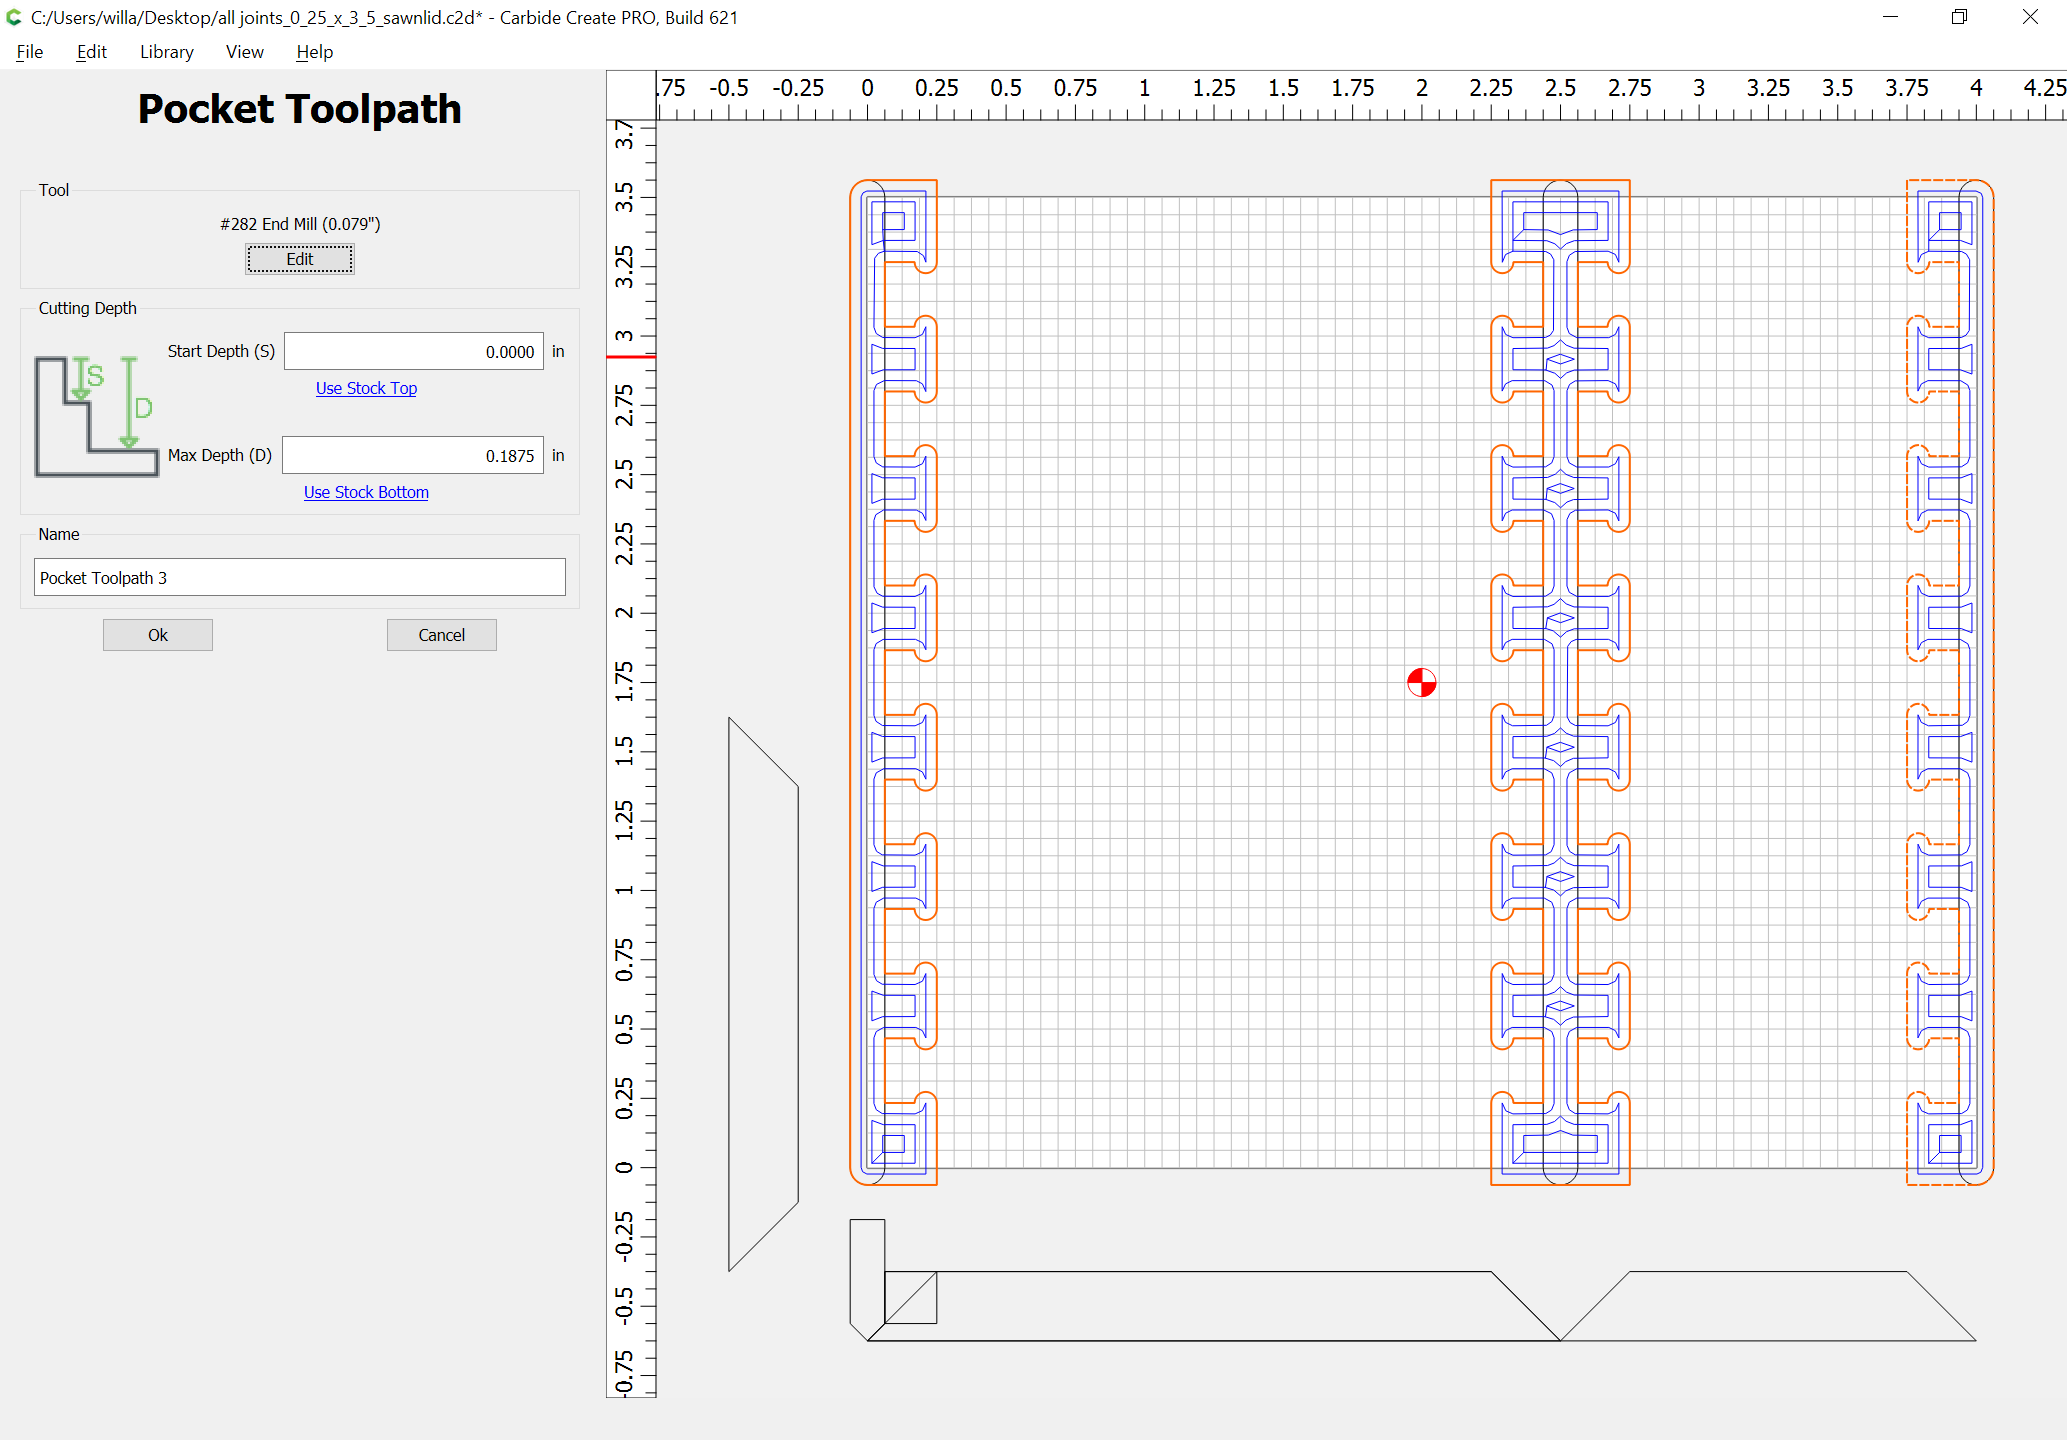 C:/Users/willa/Desktop/all joints_0_25_x_3_5_sawnlid.c2d* - Carbide Create PRO, Build 621
File Edit Library View Help
Pocket Toolpath
Tool
#282 End Mill (0.079")
Edit
Cutting Depth
Start Depth (S) 0.0000 in
Use Stock Top
S
D
Max Depth (D) 0.1875 in
Use Stock Bottom
Name
Pocket Toolpath 3
Ok Cancel
.75 -0.5 -0.25 0 0.25 0.5 0.75 1 1.25 1.5 1.75 2 2.25 2.5 2.75 3 3.25 3.5 3.75 4 4.25
3.7
3.5
3.25
3
2.75
2.5
2.25
2
1.75
1.5
1.25
1
0.75
0.5
0.25
0
-0.25
-0.5
-0.75